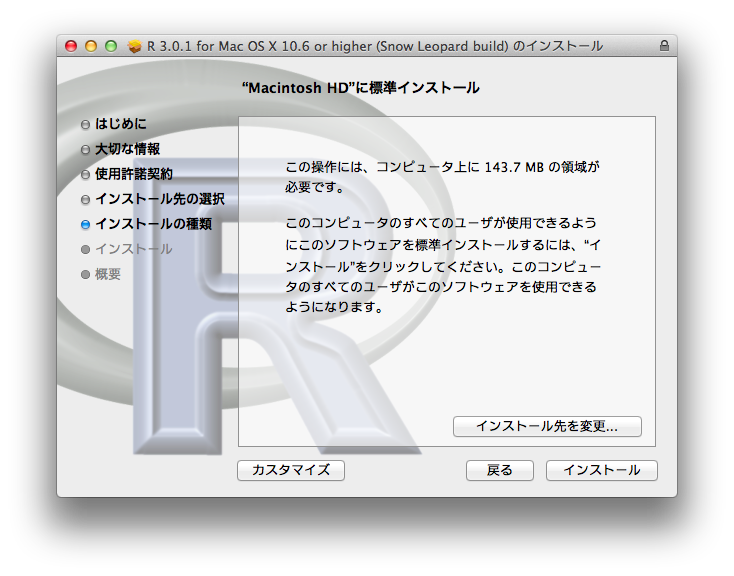 R 3.0.1 for Mac OS X 10.6 or higher (Snow Leopard build) のインストール
“Macintosh HD”に標準インストール
はじめに
大切な情報
使用許諾契約
インストール先の選択
インストールの種類
インストール
概要
この操作には、コンピュータ上に 143.7 MB の領域が
必要です。
このコンピュータのすべてのユーザが使用できるよう
にこのソフトウェアを標準インストールするには、“イ
ンストール”をクリックしてください。このコンピュー
タのすべてのユーザがこのソフトウェアを使用できる
ようになります。
インストール先を変更...
カスタマイズ
戻る
インストール